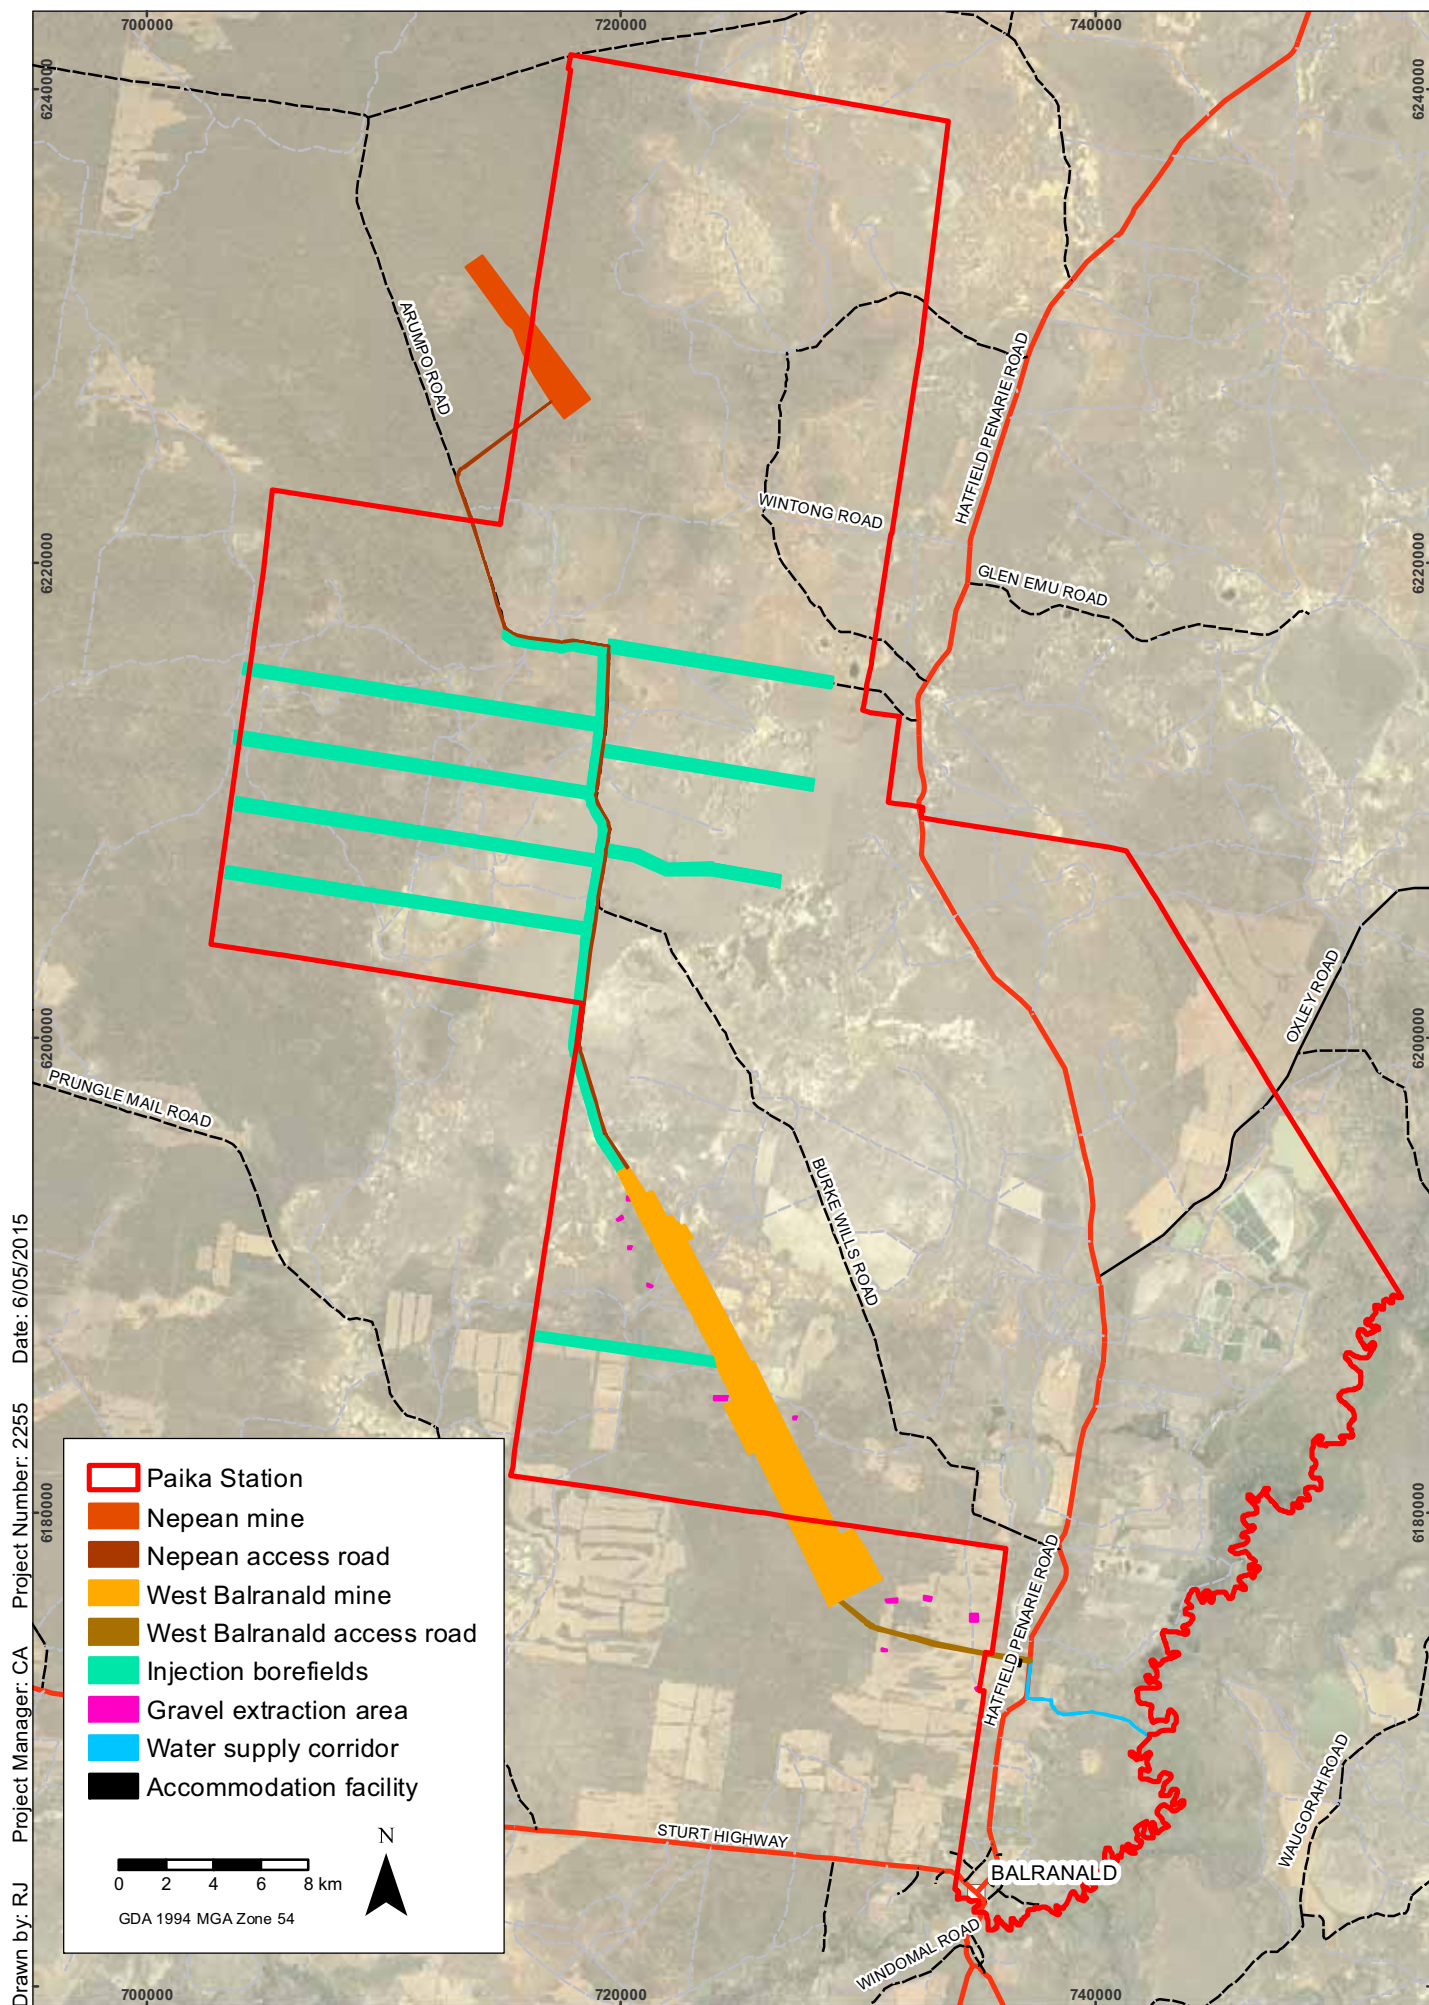 700000
720000
740000
6240000
6240000
ARUMPO ROAD
HATFIELD PENARIE ROAD
WINTONG ROAD
6220000
6220000
GLEN EMU ROAD
OXLEY ROAD
6200000
6200000
PRUNGLE MAIL ROAD
BURKE WILLS ROAD
6180000
6180000
HATFIELD PENARIE ROAD
Paika Station
Nepean mine
Nepean access road
West Balranald mine
West Balranald access road
Injection borefields
Gravel extraction area
Water supply corridor
Accommodation facility
N
0 2 4 6 8 km
GDA 1994 MGA Zone 54
STURT HIGHWAY
WAUGORAH ROAD
BALRANALD
WINDOMAL ROAD
700000
720000
740000
Drawn by: RJ Project Manager: CA Project Number: 2255 Date: 6/05/2015